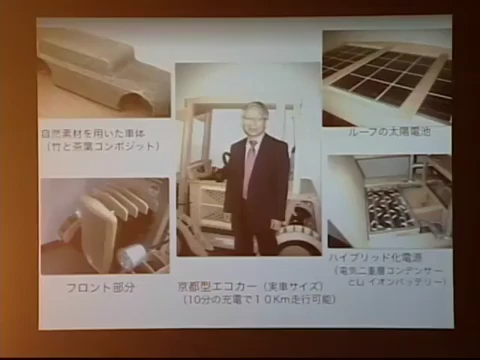 自然素材を用いた車体
（竹と茶葉コンポジット）
フロント部分
京都型エコカー（実車サイズ）
（10分の充電で１０Km走行可能）
ルーフの太陽電池
ハイブリッド化電源
（電気二重層コンデンサー
とLiイオンバッテリー）